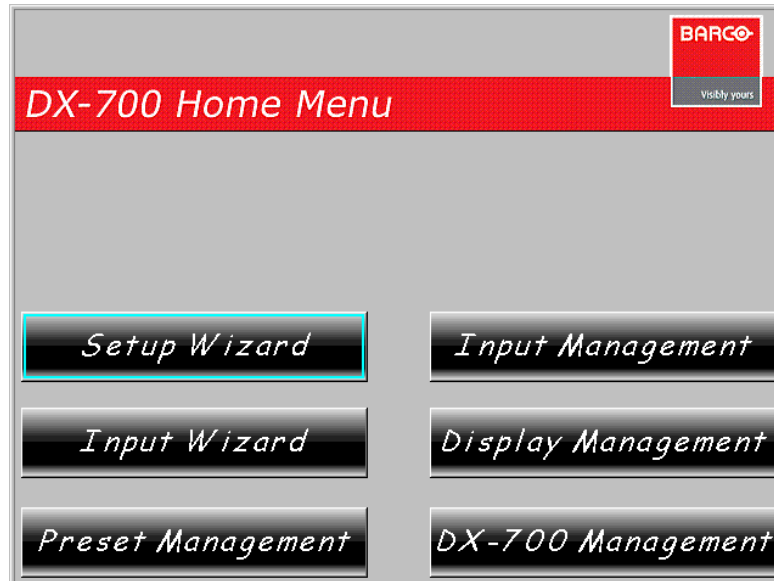 BARCO
Visibly yours
DX-700 Home Menu
Setup Wizard
Input Management
Input Wizard
Display Management
Preset Management
DX-700 Management